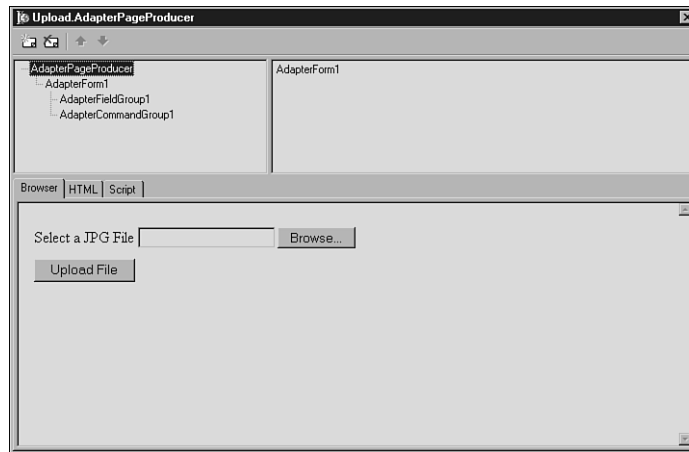 Upload.AdapterPageProducer
AdapterPageProducer
AdapterForm1
AdapterFieldGroup1
AdapterCommandGroup1
AdapterForm1
Browser HTML Script
Select a JPG File Browse...
Upload File